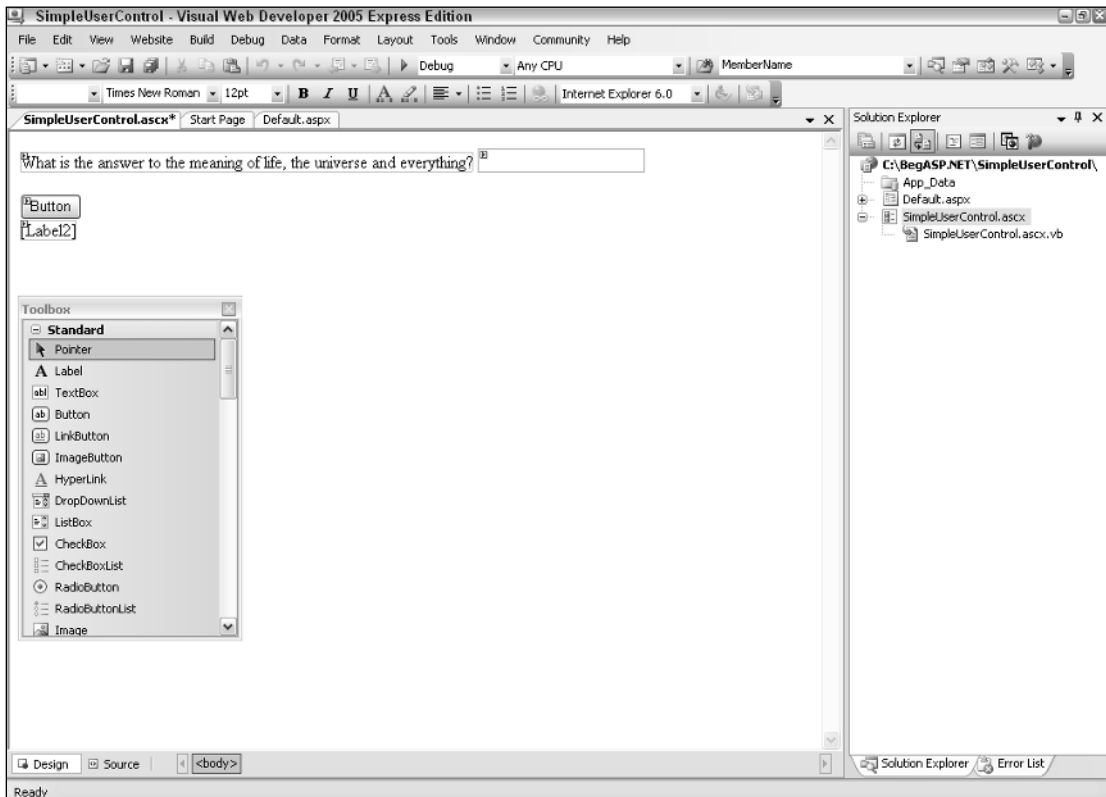 SimpleUserControl - Visual Web Developer 2005 Express Edition
File Edit View Website Build Debug Data Format Layout Tools Window Community Help
Debug Any CPU MemberName
Times New Roman 12pt B I U A Internet Explorer 6.0
SimpleUserControl.ascx* Start Page Default.aspx
What is the answer to the meaning of life, the universe and everything?
Button
[Label2]
Toolbox
Standard
Pointer
A Label
abl TextBox
ab Button
ab LinkButton
ImageButton
A HyperLink
DropDownList
ListBox
CheckBox
CheckBoxList
RadioButton
RadioButtonList
Image
Design Source <body>
Ready
Solution Explorer
C:\BegASP.NET\SimpleUserControl\
App_Data
Default.aspx
SimpleUserControl.ascx
SimpleUserControl.ascx.vb
Solution Explorer Error List